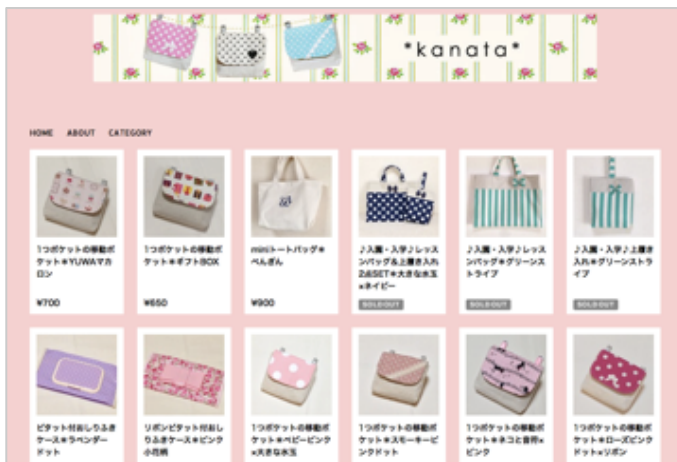 *kanata*
HOME ABOUT CATEGORY
1つポケットの移動ポ
ケット＊YUWAマカ
ロン
¥700
1つポケットの移動ポ
ケット＊ギフトBOX
¥650
miniトートバッグ＊
ぺんぎん
¥900
♪入園・入学♪レッス
ンバッグ&上履き入れ
2点SET＊大きな水玉
×ネイビー
SOLD OUT
♪入園・入学♪レッス
ンバッグ＊グリーンス
トライプ
SOLD OUT
♪入園・入学♪上履き
入れ＊グリーンストラ
イプ
SOLD OUT
ピタット付おしりふき
ケース＊ラベンダー
ドット
リボンピタット付おし
りふきケース＊ピンク
小花柄
1つポケットの移動ポ
ケット＊ベビーピンク
×大きな水玉
1つポケットの移動ポ
ケット＊スモーキーピ
ンクドット
1つポケットの移動ポ
ケット＊ネコと音符×
ピンク
1つポケットの移動ポ
ケット＊ローズピンク
ドット×リボン